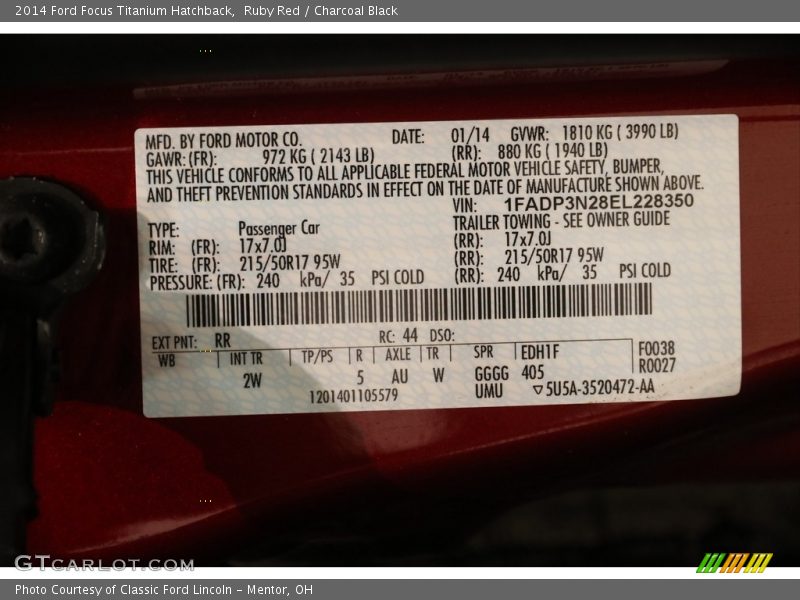 2014 Ford Focus Titanium Hatchback, Ruby Red / Charcoal Black
MFD. BY FORD MOTOR CO. DATE: 01/14 GVWR: 1810 KG ( 3990 LB)
GAWR: (FR): 972 KG ( 2143 LB) (RR): 880 KG ( 1940 LB)
THIS VEHICLE CONFORMS TO ALL APPLICABLE FEDERAL MOTOR VEHICLE SAFETY, BUMPER,
AND THEFT PREVENTION STANDARDS IN EFFECT ON THE DATE OF MANUFACTURE SHOWN ABOVE.
VIN: 1FADP3N28EL228350
TYPE: Passenger Car TRAILER TOWING - SEE OWNER GUIDE
RIM: (FR): 17x7.0J (RR): 17x7.0J
TIRE: (FR): 215/50R17 95W (RR): 215/50R17 95W
PRESSURE: (FR): 240 kPa/ 35 PSI COLD (RR): 240 kPa/ 35 PSI COLD
EXT PNT: RR RC: 44 DSO:
WB INT TR TP/PS R AXLE TR SPR EDH1F F0038
2W 5 AU W GGGG 405 R0027
1201401105579 UMU ▽5U5A-3520472-AA
GTCARLOT.COM
Photo Courtesy of Classic Ford Lincoln - Mentor, OH